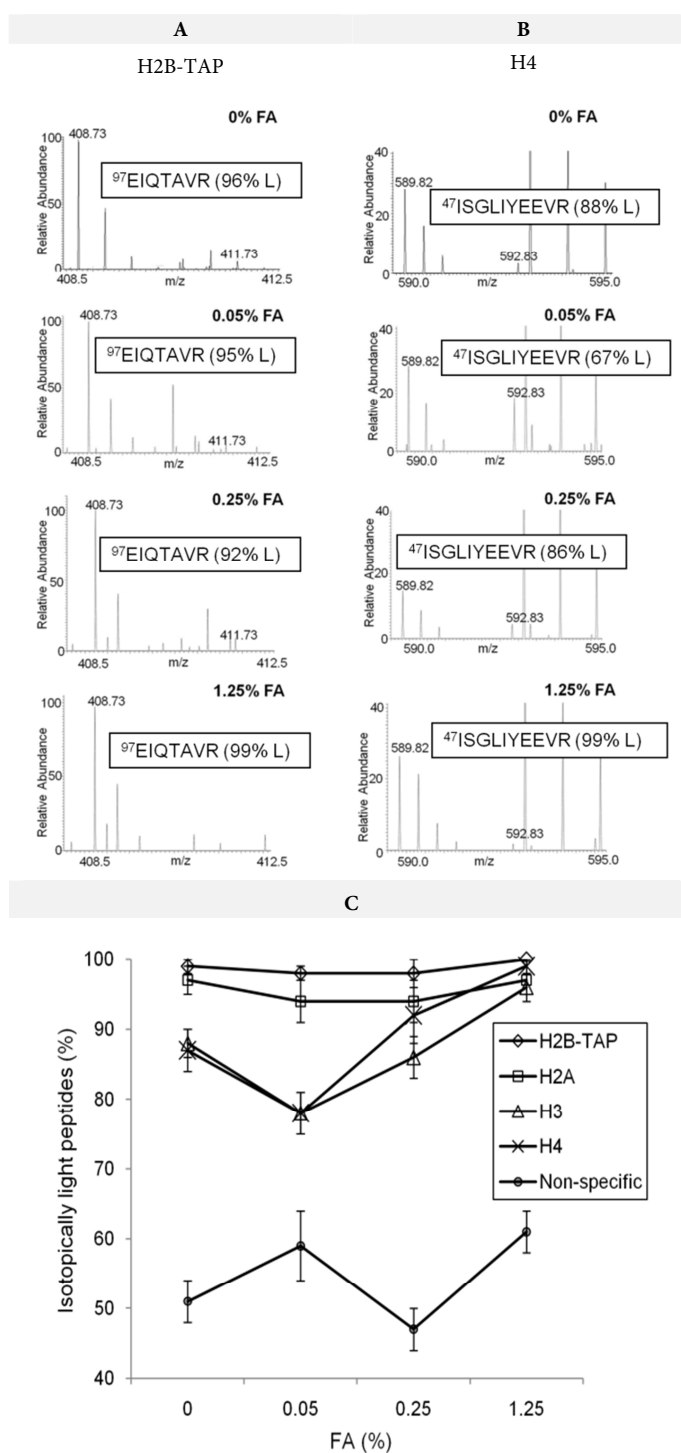 A
B
H2B-TAP
H4
0% FA
100
408.73
Relative Abundance
⁹⁷EIQTAVR (96% L)
50
411.73
0
408.5
m/z
412.5
0% FA
40
589.82
Relative Abundance
⁴⁷ISGLIYEEVR (88% L)
20
592.83
0
590.0
m/z
595.0
0.05% FA
100
408.73
Relative Abundance
⁹⁷EIQTAVR (95% L)
50
411.73
0
408.5
m/z
412.5
0.05% FA
40
589.82
Relative Abundance
⁴⁷ISGLIYEEVR (67% L)
20
592.83
0
590.0
m/z
595.0
0.25% FA
100
408.73
Relative Abundance
⁹⁷EIQTAVR (92% L)
50
411.73
0
408.5
m/z
412.5
0.25% FA
40
589.82
Relative Abundance
⁴⁷ISGLIYEEVR (86% L)
20
592.83
0
590.0
m/z
595.0
1.25% FA
100
408.73
Relative Abundance
⁹⁷EIQTAVR (99% L)
50
0
408.5
m/z
412.5
1.25% FA
40
589.82
Relative Abundance
⁴⁷ISGLIYEEVR (99% L)
20
592.83
0
590.0
m/z
595.0
C
Isotopically light peptides (%)
100
90
80
70
60
50
40
H2B-TAP
H2A
H3
H4
Non-specific
0
0.05
0.25
1.25
FA (%)